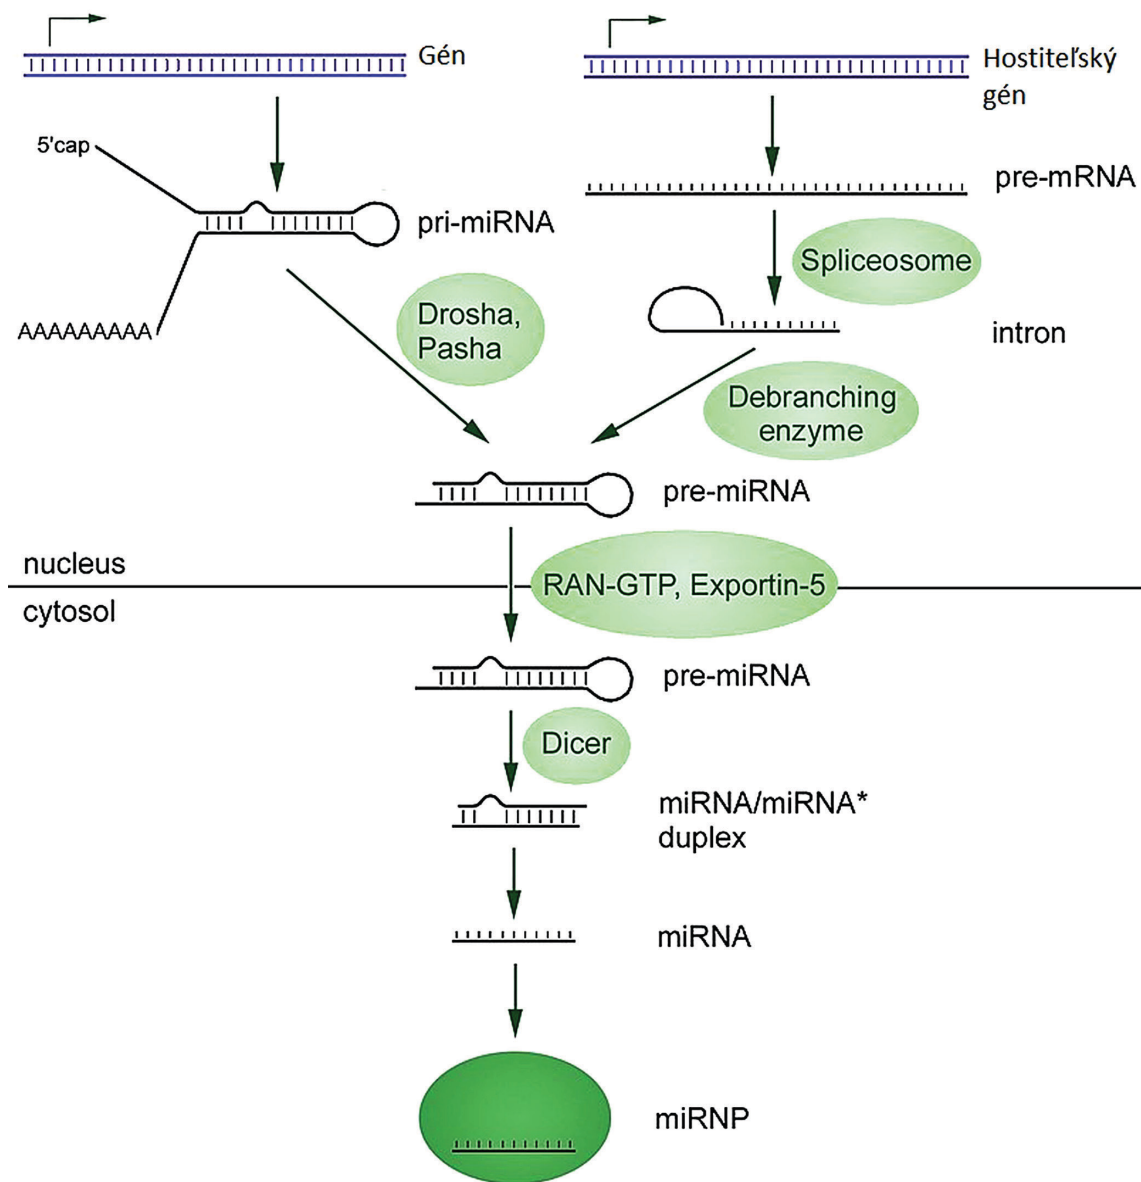 Gén
Hostiteľský
gén
5'cap
pre-mRNA
pri-miRNA
Spliceosome
Drosha,
Pasha
AAAAAAAAA
intron
Debranching
enzyme
pre-miRNA
nucleus
RAN-GTP, Exportin-5
cytosol
pre-miRNA
Dicer
miRNA/miRNA*
duplex
miRNA
miRNP